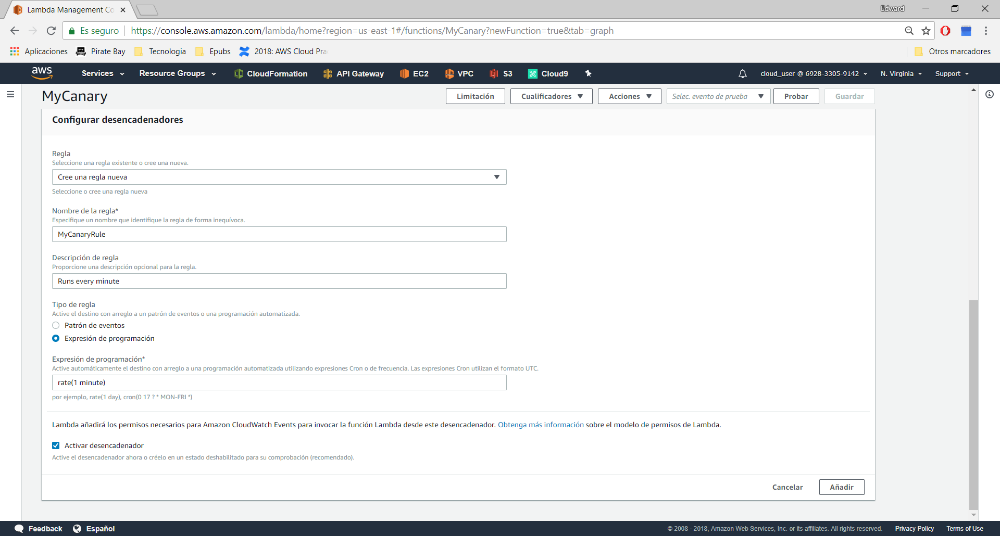 Lambda Management Co
Edward
Es seguro
https://console.aws.amazon.com/lambda/home?region=us-east-1#/functions/MyCanary?newFunction=true&tab=graph
Aplicaciones Pirate Bay Tecnologia Epubs 2018: AWS Cloud Pra Otros marcadores
aws Services Resource Groups CloudFormation API Gateway EC2 VPC S3 Cloud9 cloud_user @ 6928-3305-9142 N. Virginia Support
MyCanary Limitación Cualificadores Acciones Selec. evento de prueba Probar Guardar
Configurar desencadenadores
Regla
Seleccione una regla existente o cree una nueva.
Cree una regla nueva
Seleccione o cree una regla nueva
Nombre de la regla*
Especifique un nombre que identifique la regla de forma inequívoca.
MyCanaryRule
Descripción de regla
Proporcione una descripción opcional para la regla.
Runs every minute
Tipo de regla
Active el destino con arreglo a un patrón de eventos o una programación automatizada.
Patrón de eventos
Expresión de programación
Expresión de programación*
Active automáticamente el destino con arreglo a una programación automatizada utilizando expresiones Cron o de frecuencia. Las expresiones Cron utilizan el formato UTC.
rate(1 minute)
por ejemplo, rate(1 day), cron(0 17 ? * MON-FRI *)
Lambda añadirá los permisos necesarios para Amazon CloudWatch Events para invocar la función Lambda desde este desencadenador. Obtenga más información sobre el modelo de permisos de Lambda.
Activar desencadenador
Active el desencadenador ahora o créelo en un estado deshabilitado para su comprobación (recomendado).
Cancelar Añadir
Feedback Español © 2008 - 2018, Amazon Web Services, Inc. or its affiliates. All rights reserved. Privacy Policy Terms of Use